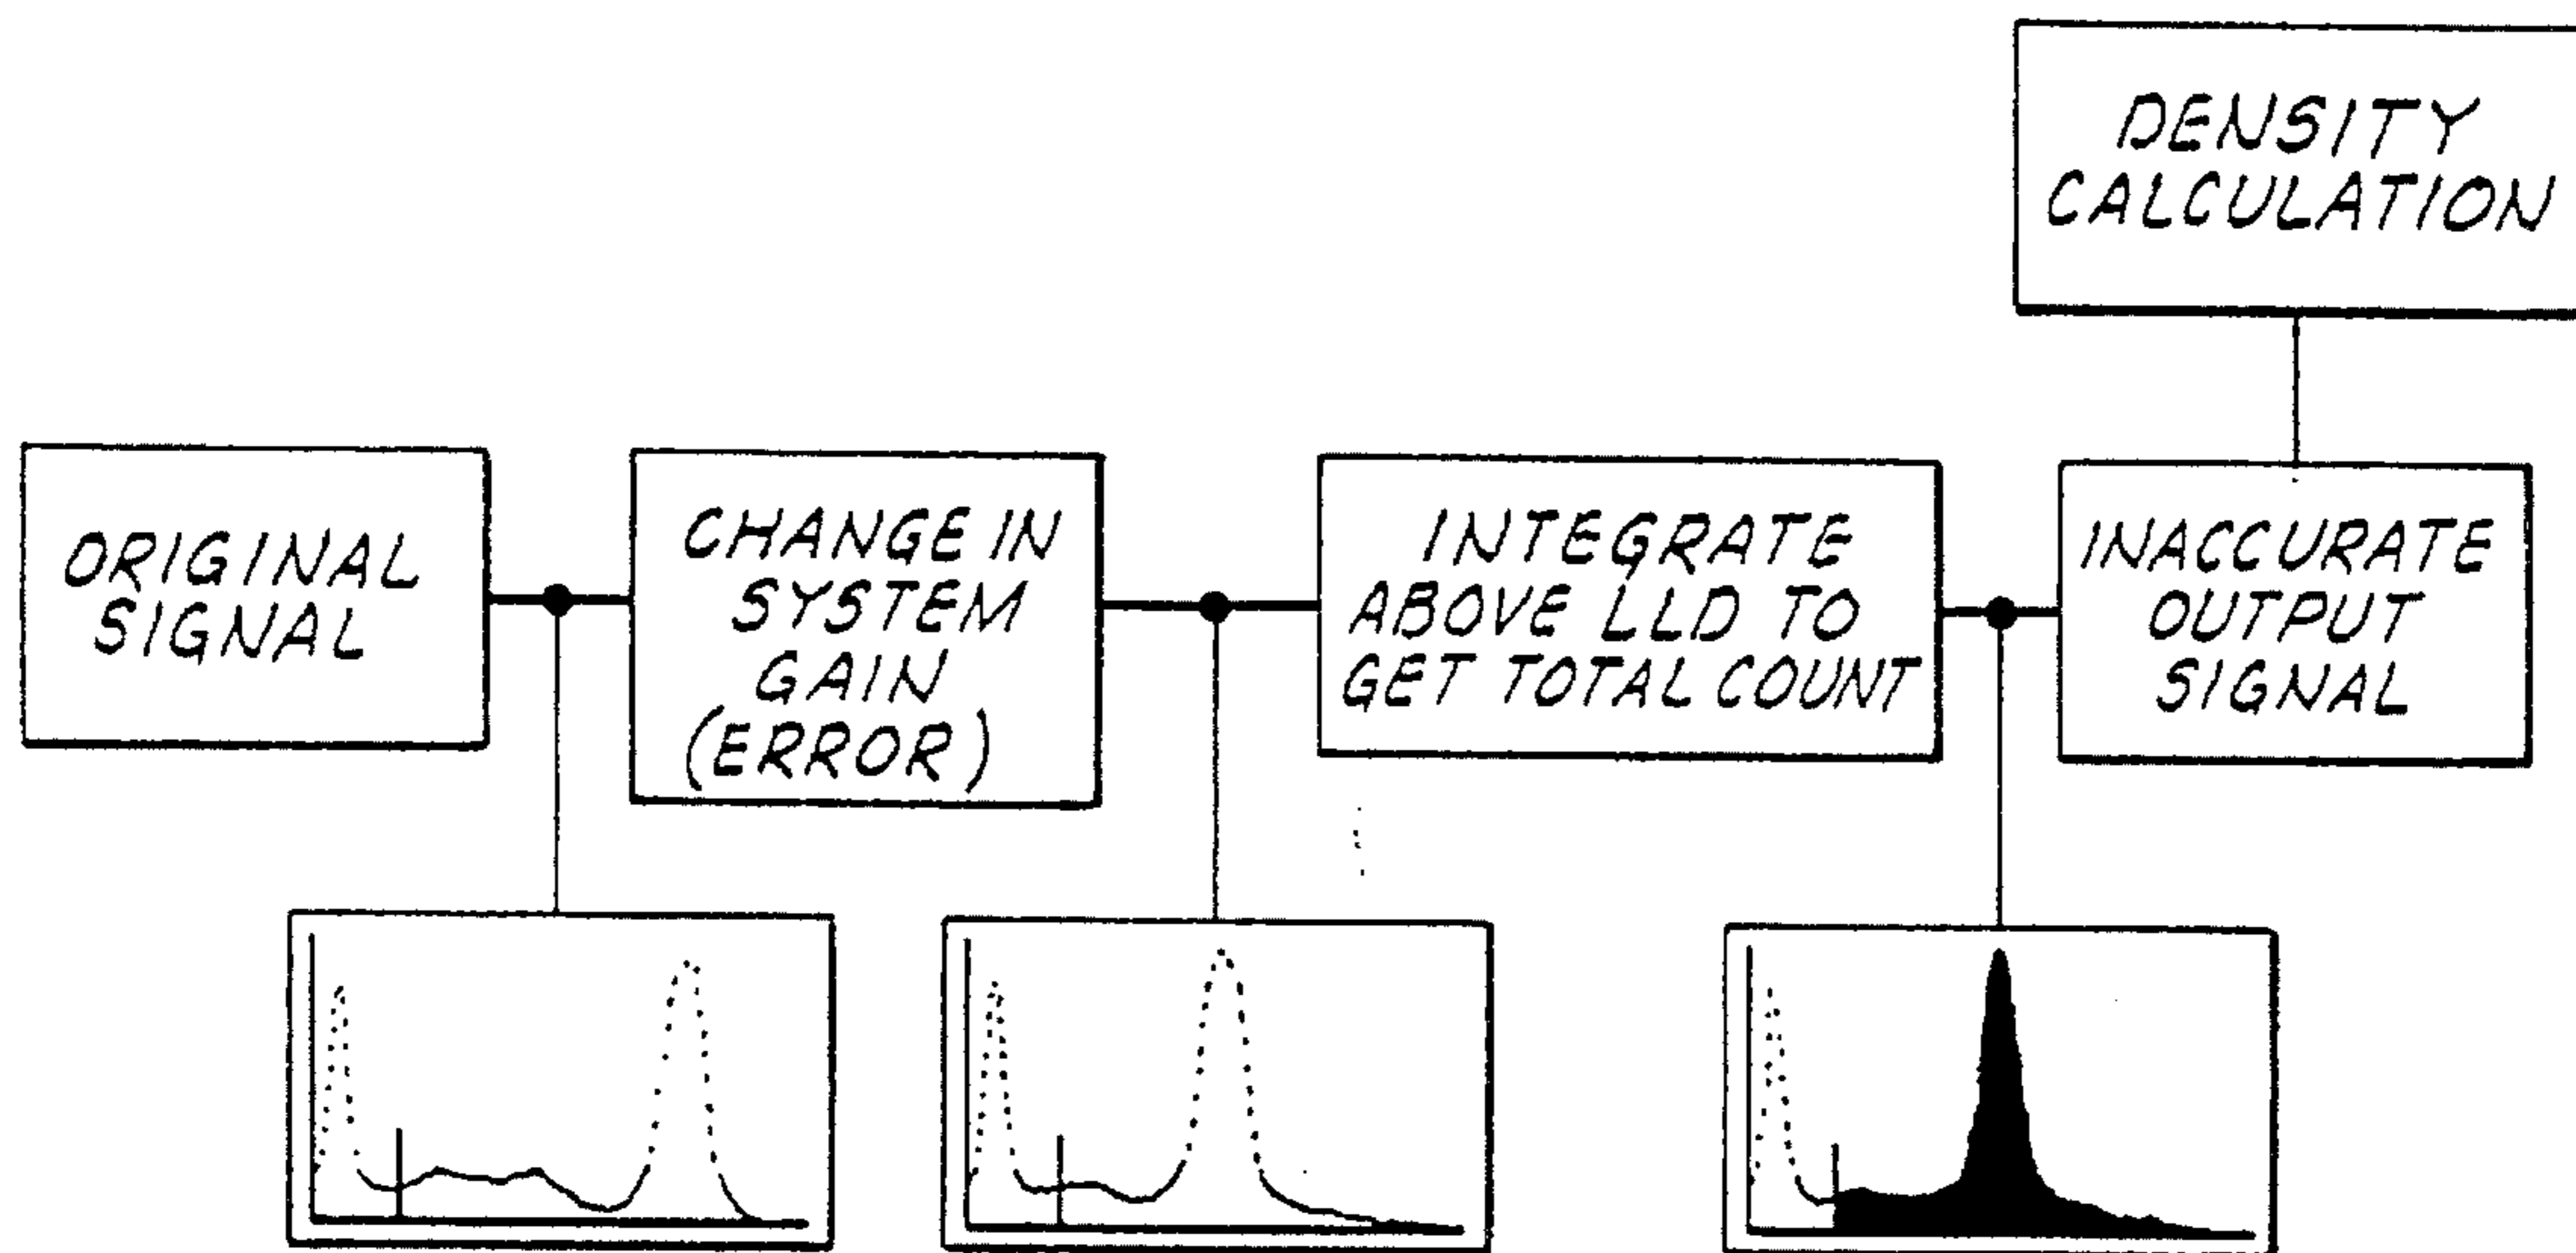 DENSITY
CALCULATION
ORIGINAL
SIGNAL
CHANGE IN
SYSTEM
GAIN
(ERROR)
INTEGRATE
ABOVE LLD TO
GET TOTAL COUNT
INACCURATE
OUTPUT
SIGNAL